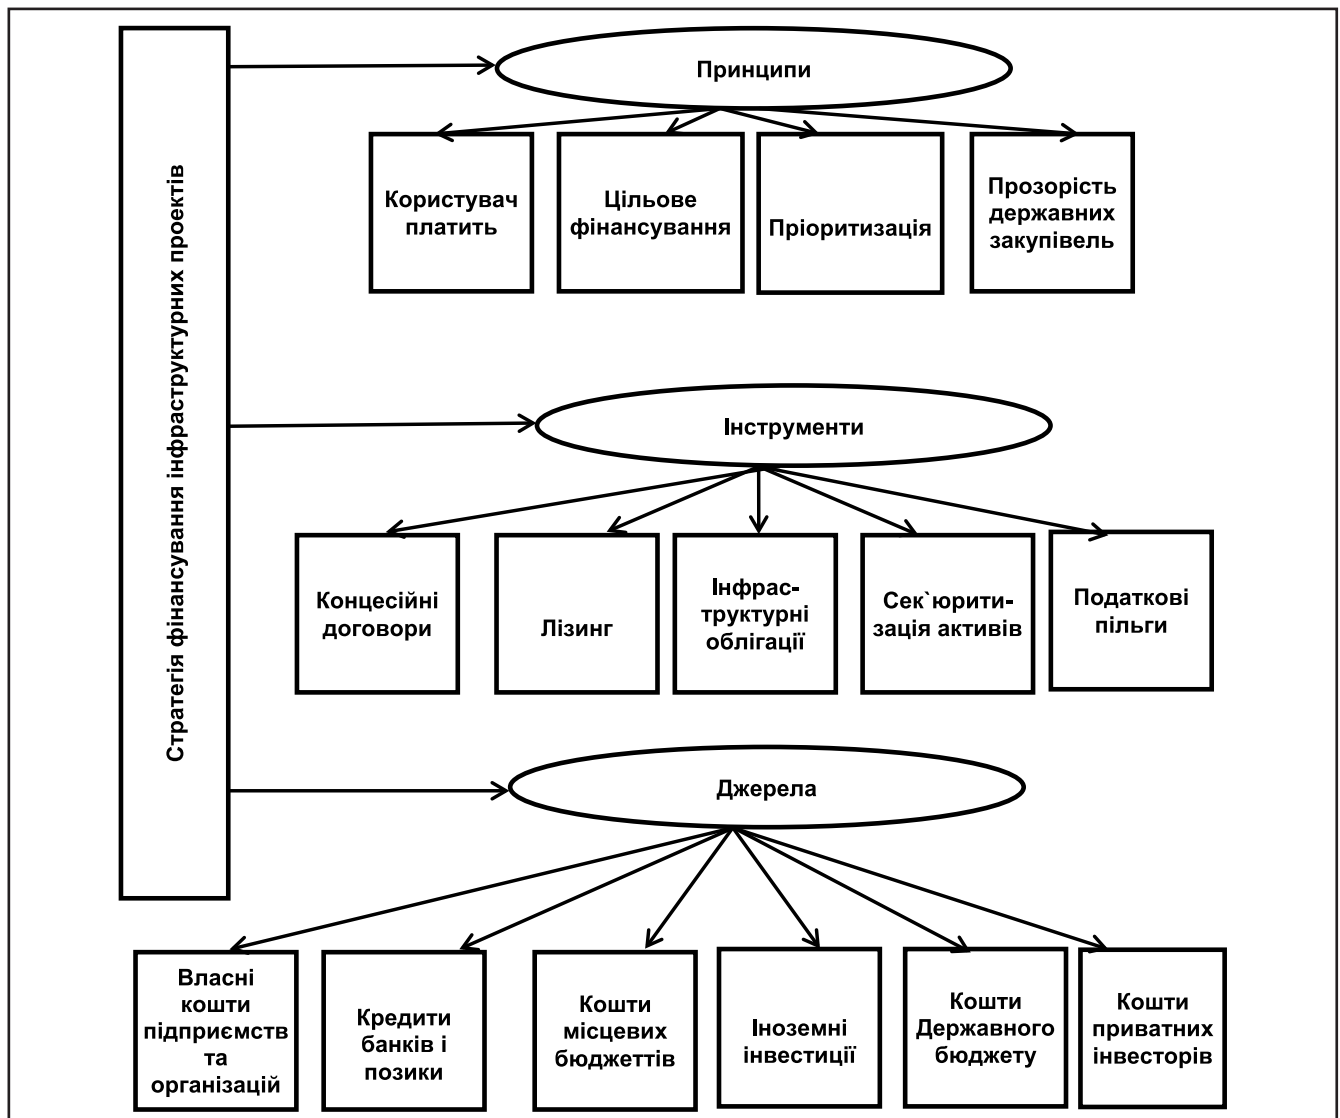 Стратегія фінансування інфраструктурних проектів
Принципи
Користувач
платить
Цільове
фінансування
Пріоритизація
Прозорість
державних
закупівель
Інструменти
Концесійні
договори
Лізинг
Інфрас-
труктурні
облігації
Сек`юрити-
зація активів
Податкові
пільги
Джерела
Власні
кошти
підприємств
та
організацій
Кредити
банків і
позики
Кошти
місцевих
бюджеттів
Іноземні
інвестиції
Кошти
Державного
бюджету
Кошти
приватних
інвесторів